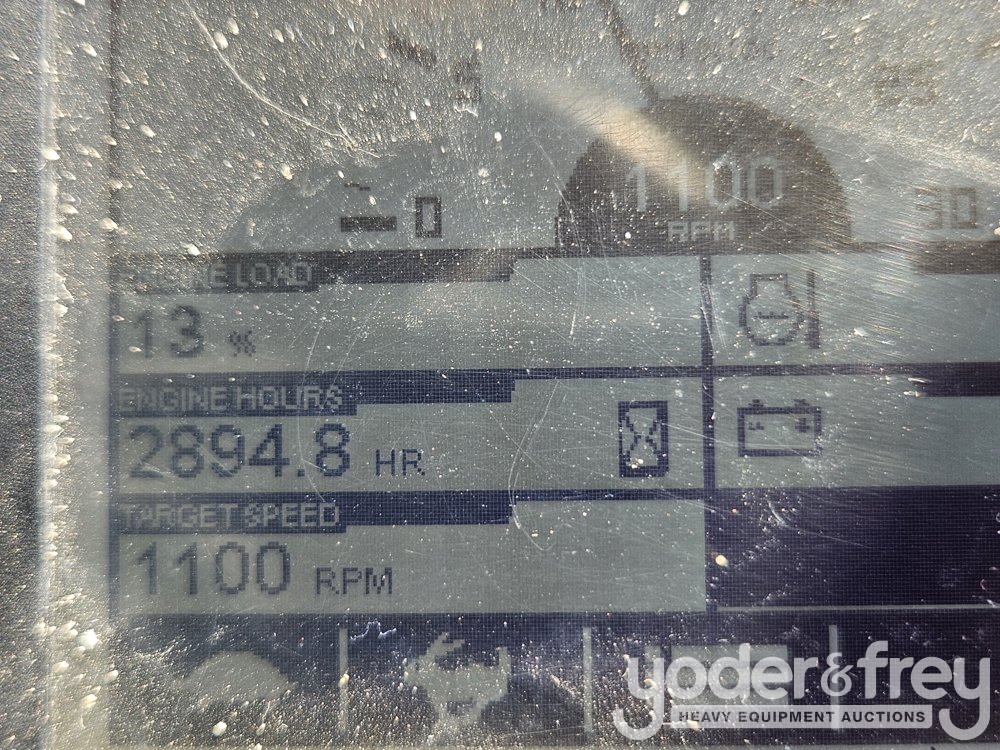 0
1100
RPM
30
ENGINE LOAD
13 %
ENGINE HOURS
2894.8 HR
TARGET SPEED
1100 RPM
yoder&frey
HEAVY EQUIPMENT AUCTIONS